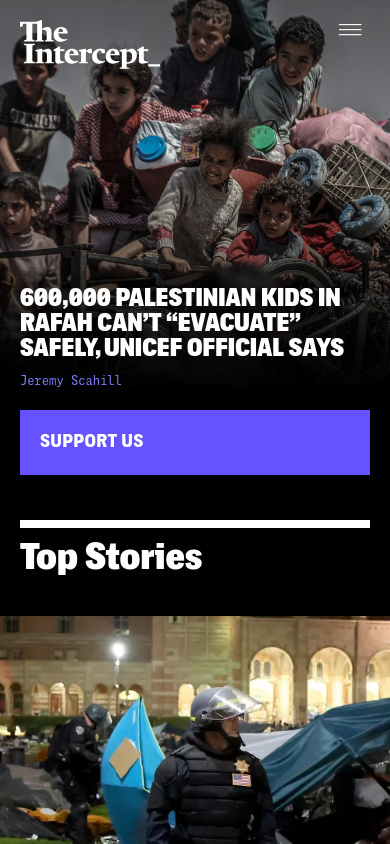 The
Intercept_
600,000 PALESTINIAN KIDS IN
RAFAH CAN’T “EVACUATE”
SAFELY, UNICEF OFFICIAL SAYS
Jeremy Scahill
SUPPORT US
Top Stories